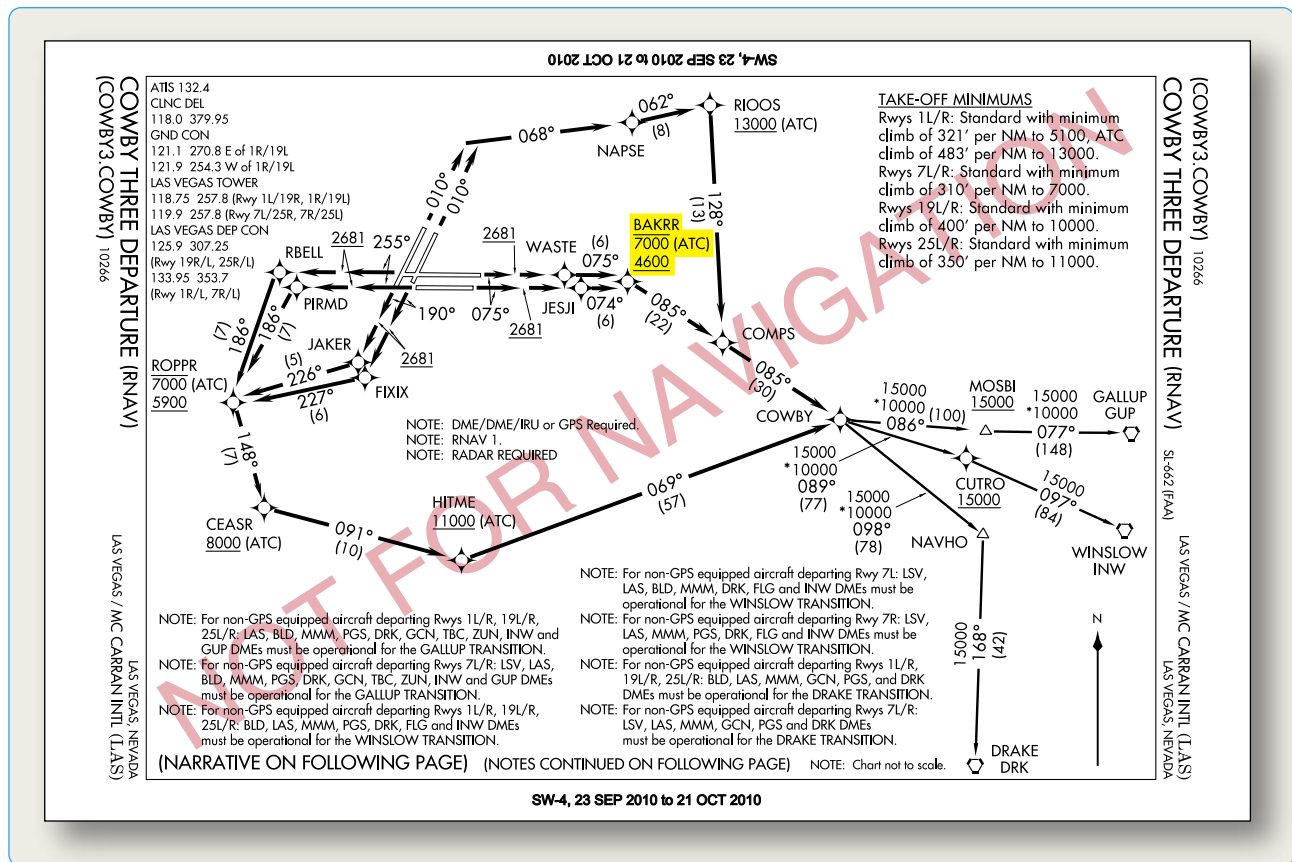 SW-4, 23 SEP 2010 to 21 OCT 2010
(COWBY3.COWBY) 10266
COWBY THREE DEPARTURE (RNAV)
ATIS 132.4
CLNC DEL
118.0 379.95
GND CON
121.1 270.8 E of 1R/19L
121.9 254.3 W of 1R/19L
LAS VEGAS TOWER
118.75 257.8 (Rwy 1L/19R, 1R/19L)
119.9 257.8 (Rwy 7L/25R, 7R/25L)
LAS VEGAS DEP CON
125.9 307.25
(Rwy 19R/L, 25R/L)
133.95 353.7
(Rwy 1R/L, 7R/L)
TAKE-OFF MINIMUMS
Rwys 1L/R: Standard with minimum
climb of 321' per NM to 5100, ATC
climb of 483' per NM to 13000.
Rwys 7L/R: Standard with minimum
climb of 310' per NM to 7000.
Rwys 19L/R: Standard with minimum
climb of 400' per NM to 10000.
Rwys 25L/R: Standard with minimum
climb of 350' per NM to 11000.
(COWBY3.COWBY) 10266
COWBY THREE DEPARTURE (RNAV)
SL-662 (FAA)
LAS VEGAS / MC CARRAN INTL (LAS)
LAS VEGAS, NEVADA
062°
(8)
RIOOS
13000 (ATC)
068°
NAPSE
010°
010°
128°
(13)
RBELL
2681
255°
2681
WASTE
(6)
075°
BAKRR
7000 (ATC)
4600
PIRMD
190°
075°
2681
JESJI
074°
(6)
085°
(22)
186°
(7)
186°
(7)
JAKER
2681
COMPS
ROPPR
7000 (ATC)
5900
(5)
226°
227°
(6)
FIXIX
085°
(30)
COWBY
15000
*10000 (100)
086°
MOSBI
15000
15000
*10000
077°
(148)
GALLUP
GUP
NOTE: DME/DME/IRU or GPS Required.
NOTE: RNAV 1.
NOTE: RADAR REQUIRED
148°
(7)
15000
*10000
089°
(77)
CUTRO
15000
15000
097°
(84)
WINSLOW
INW
HITME
11000 (ATC)
069°
(57)
15000
*10000
098°
(78)
NAVHO
CEASR
8000 (ATC)
091°
(10)
15000
168°
(42)
DRAKE
DRK
N
NOT FOR NAVIGATION
NOTE: For non-GPS equipped aircraft departing Rwys 1L/R, 19L/R,
25L/R: LAS, BLD, MMM, PGS, DRK, GCN, TBC, ZUN, INW and
GUP DMEs must be operational for the GALLUP TRANSITION.
NOTE: For non-GPS equipped aircraft departing Rwys 7L/R: LSV, LAS,
BLD, MMM, PGS, DRK, GCN, TBC, ZUN, INW and GUP DMEs
must be operational for the GALLUP TRANSITION.
NOTE: For non-GPS equipped aircraft departing Rwys 1L/R, 19L/R,
25L/R: BLD, LAS, MMM, PGS, DRK, FLG and INW DMEs
must be operational for the WINSLOW TRANSITION.
NOTE: For non-GPS equipped aircraft departing Rwy 7L: LSV,
LAS, BLD, MMM, DRK, FLG and INW DMEs must be
operational for the WINSLOW TRANSITION.
NOTE: For non-GPS equipped aircraft departing Rwy 7R: LSV,
LAS, MMM, PGS, DRK, FLG and INW DMEs must be
operational for the WINSLOW TRANSITION.
NOTE: For non-GPS equipped aircraft departing Rwys 1L/R,
19L/R, 25L/R: BLD, LAS, MMM, GCN, PGS, and DRK
DMEs must be operational for the DRAKE TRANSITION.
NOTE: For non-GPS equipped aircraft departing Rwys 7L/R:
LSV, LAS, MMM, GCN, PGS and DRK DMEs
must be operational for the DRAKE TRANSITION.
(NARRATIVE ON FOLLOWING PAGE) (NOTES CONTINUED ON FOLLOWING PAGE) NOTE: Chart not to scale.
LAS VEGAS / MC CARRAN INTL (LAS)
LAS VEGAS, NEVADA
SW-4, 23 SEP 2010 to 21 OCT 2010